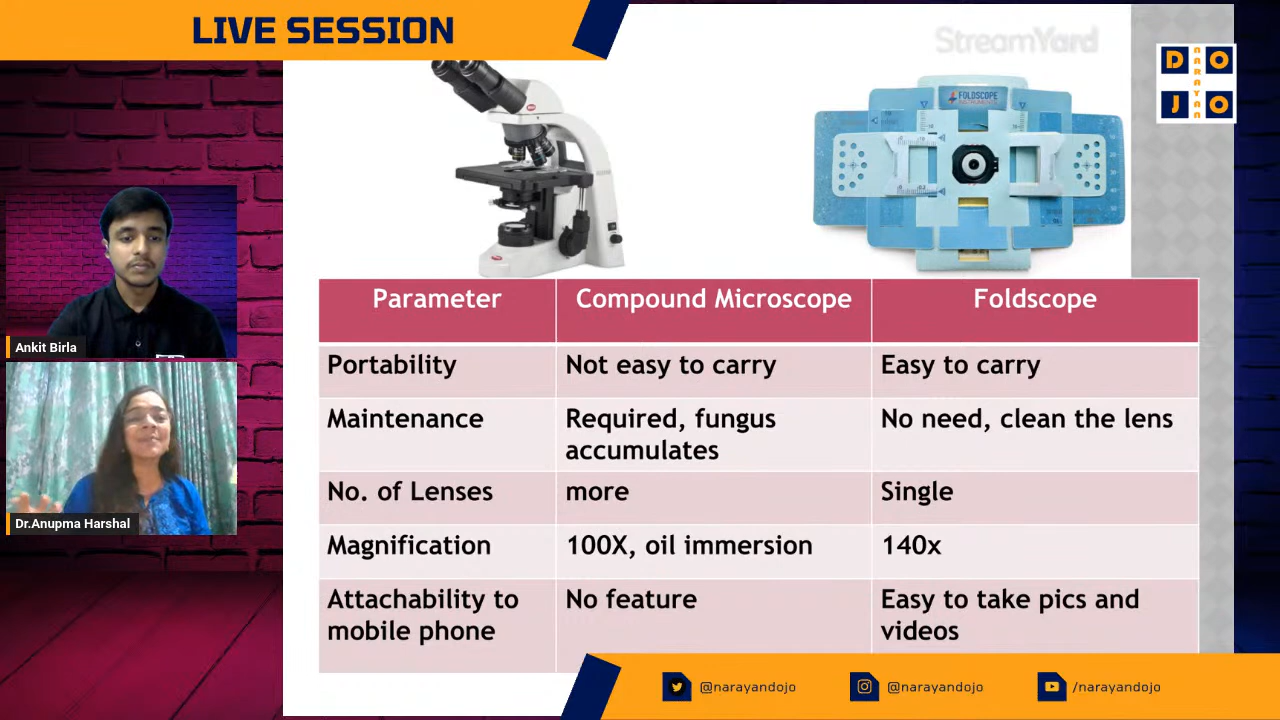 LIVE SESSION
StreamYard
D O
NARAYAN
J O
FOLDSCOPE
INSTRUMENTS
Parameter
Compound Microscope
Foldscope
Portability
Not easy to carry
Easy to carry
Maintenance
Required, fungus
accumulates
No need, clean the lens
No. of Lenses
more
Single
Magnification
100X, oil immersion
140x
Attachability to
mobile phone
No feature
Easy to take pics and
videos
Ankit Birla
Dr.Anupma Harshal
@narayandojo
@narayandojo
/narayandojo